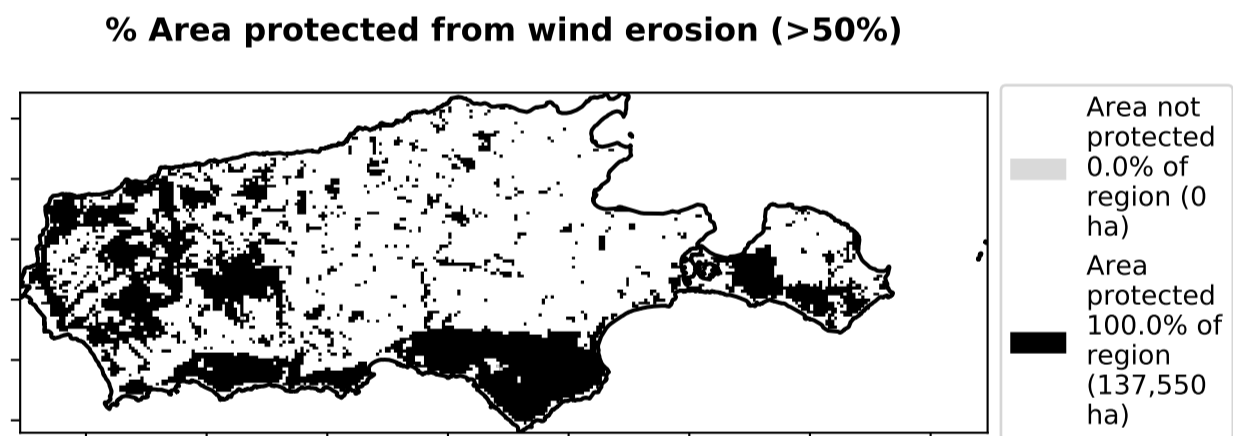 % Area protected from wind erosion (>50%)
Area not
protected
0.0% of
region (0
ha)
Area
protected
100.0% of
region
(137,550
ha)